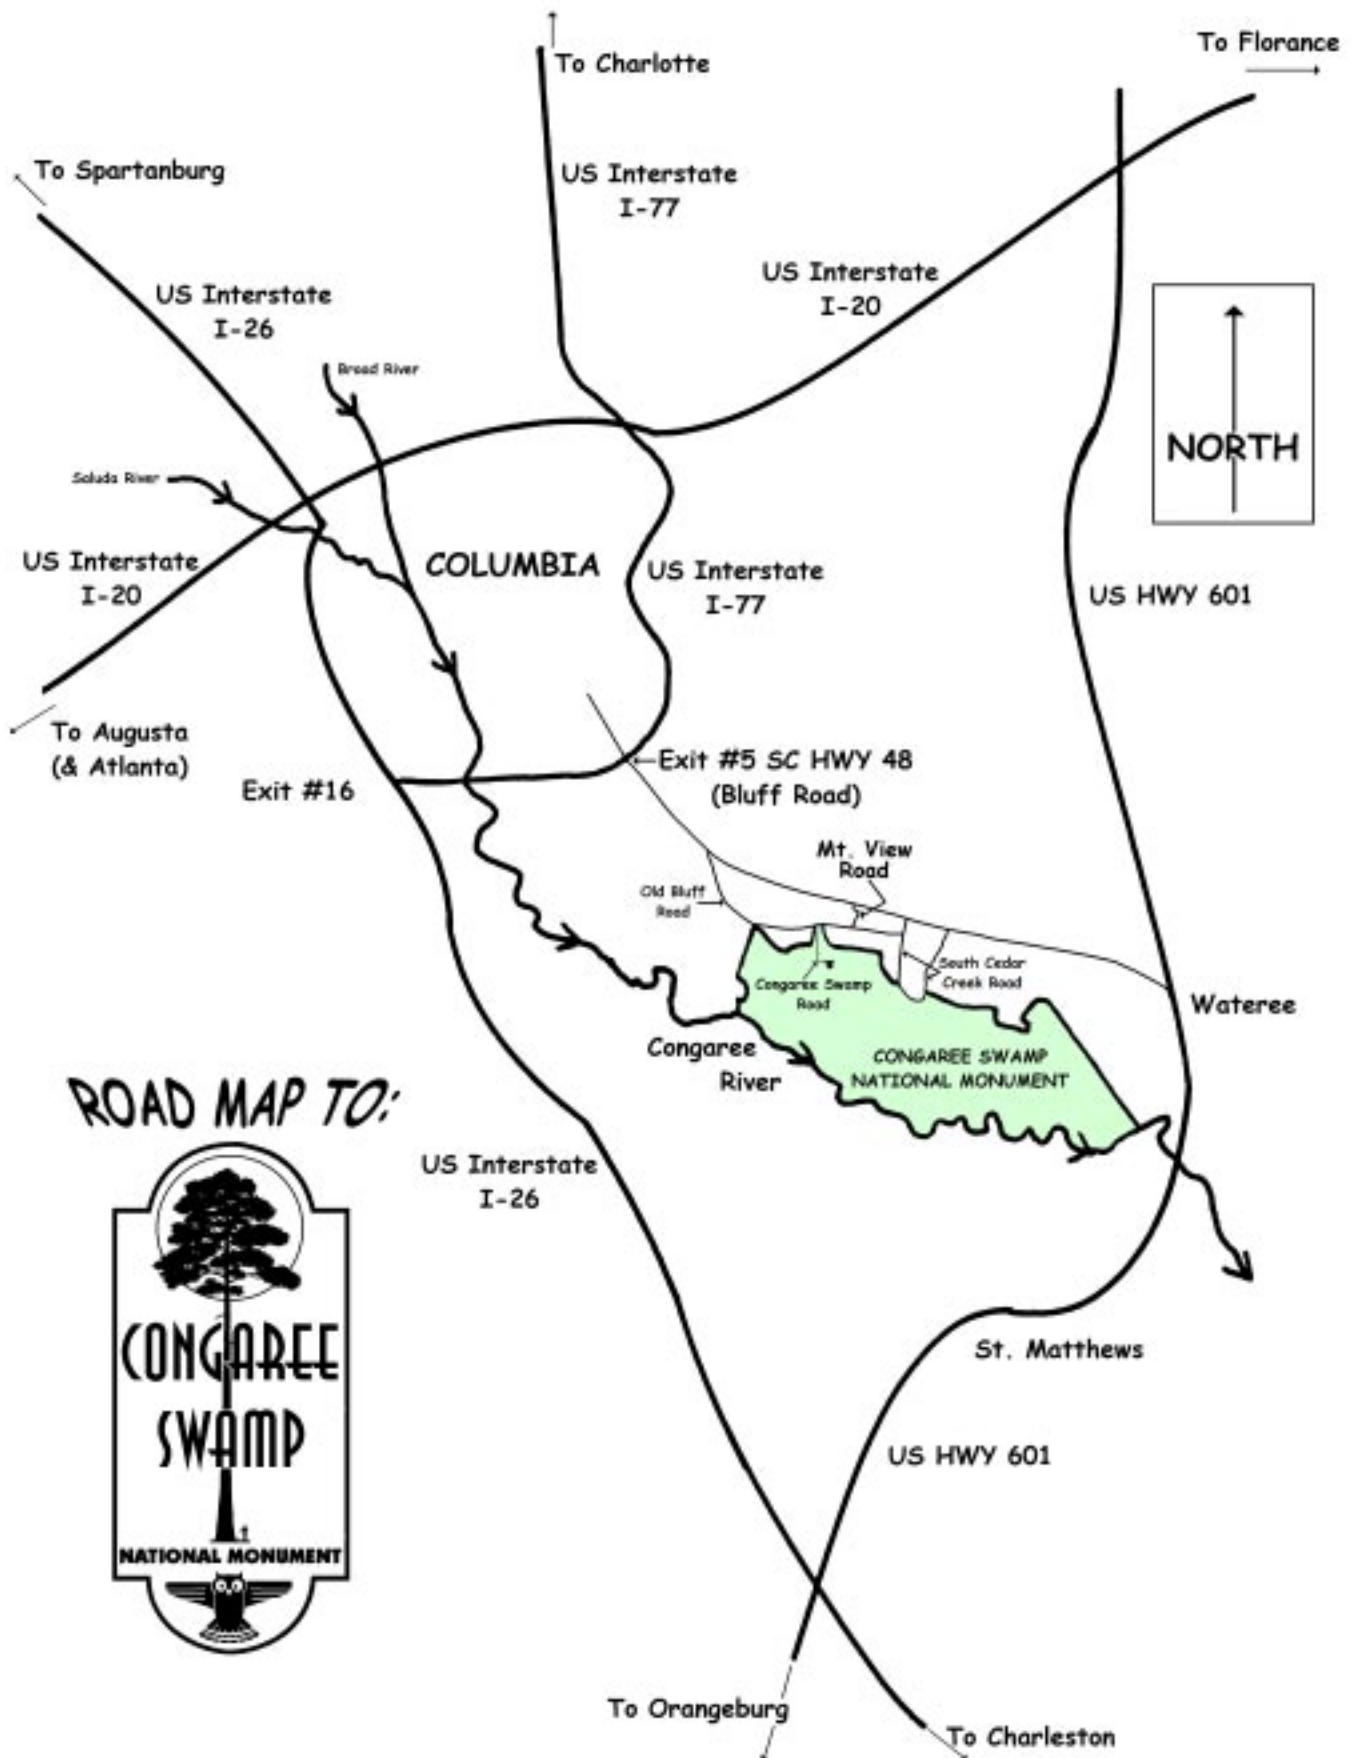 To Charlotte
To Florance
To Spartanburg
US Interstate
I-77
US Interstate
I-26
US Interstate
I-20
Broad River
NORTH
Saluda River
US Interstate
I-20
COLUMBIA
US Interstate
I-77
US HWY 601
To Augusta
(& Atlanta)
Exit #16
Exit #5 SC HWY 48
(Bluff Road)
Mt. View
Road
Old Bluff
Road
South Cedar
Creek Road
Congaree Swamp
Road
Wateree
Congaree
River
CONGAREE SWAMP
NATIONAL MONUMENT
ROAD MAP TO:
US Interstate
I-26
CONGAREE
SWAMP
NATIONAL MONUMENT
St. Matthews
US HWY 601
To Orangeburg
To Charleston